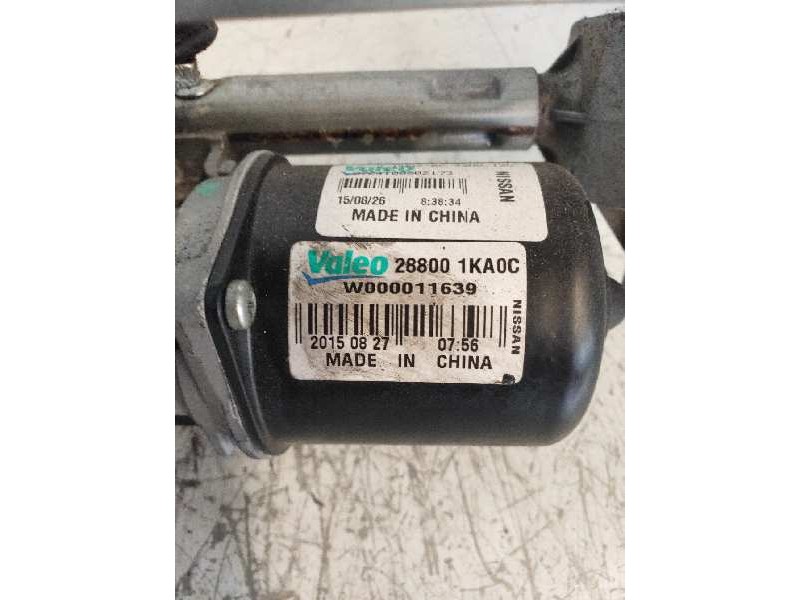 15/08/26 8:38:34
MADE IN CHINA
NISSAN
Valeo 28800 1KA0C
W000011639
2015 08 27 07:56
MADE IN CHINA
NISSAN